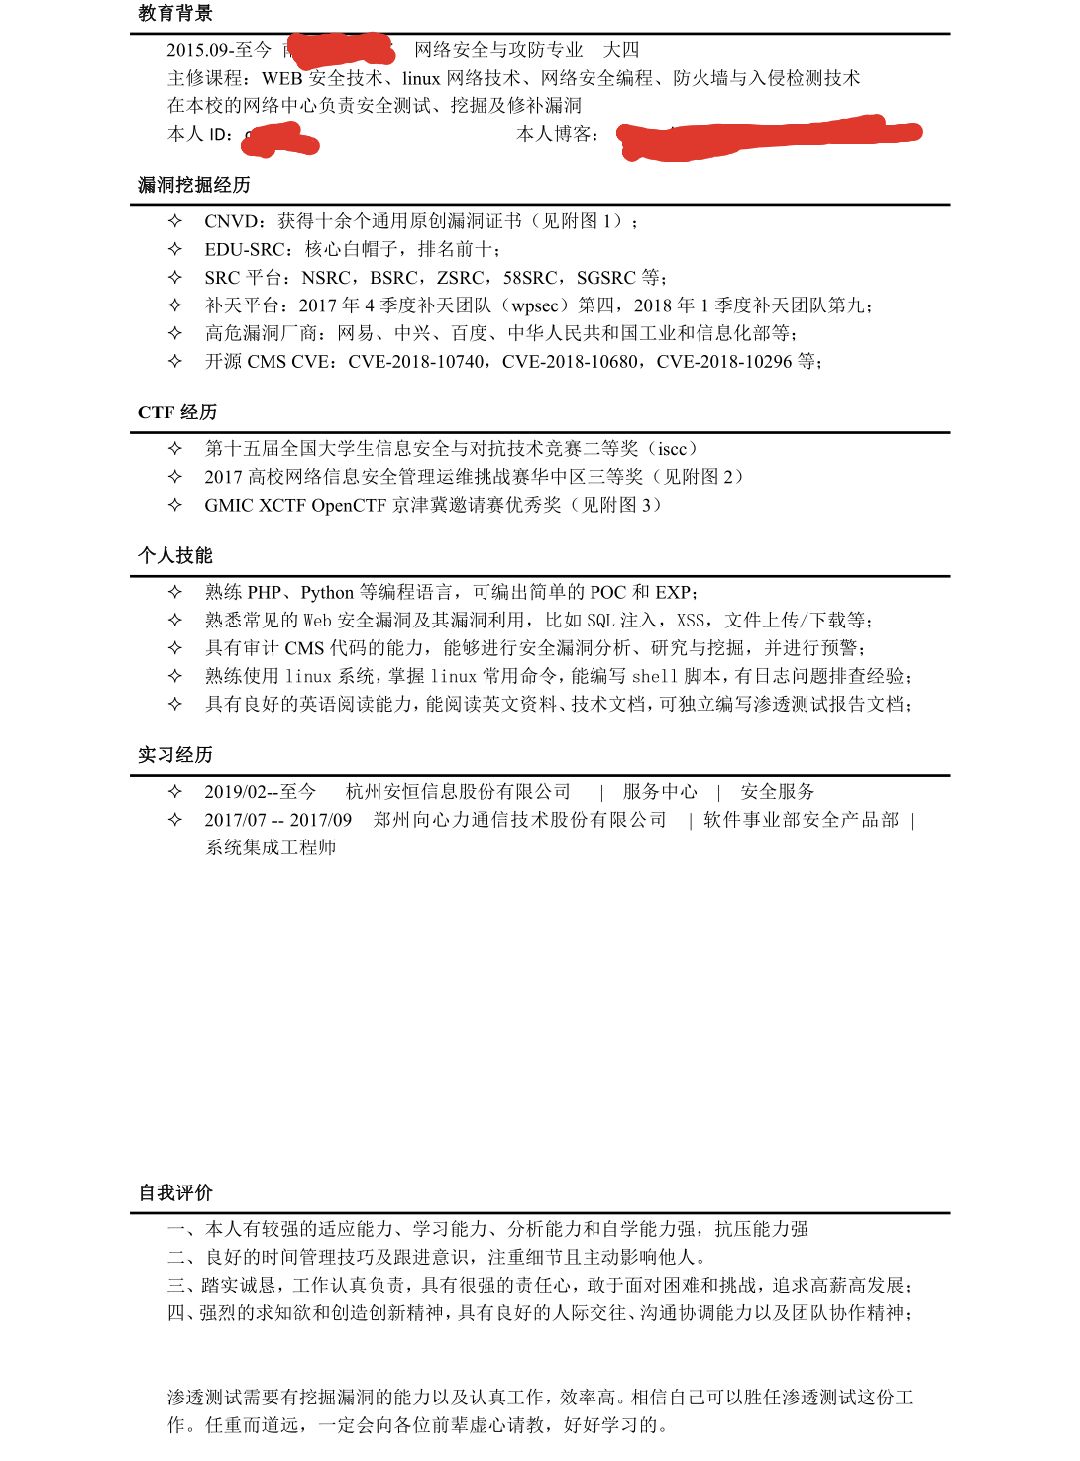 教育背景
2015.09-至今 网络安全与攻防专业 大四
主修课程：WEB 安全技术、linux 网络技术、网络安全编程、防火墙与入侵检测技术
在本校的网络中心负责安全测试、挖掘及修补漏洞
本人 ID： 本人博客：
漏洞挖掘经历
✧ CNVD：获得十余个通用原创漏洞证书（见附图 1）；
✧ EDU-SRC：核心白帽子，排名前十；
✧ SRC 平台：NSRC，BSRC，ZSRC，58SRC，SGSRC 等；
✧ 补天平台：2017 年 4 季度补天团队（wpsec）第四，2018 年 1 季度补天团队第九；
✧ 高危漏洞厂商：网易、中兴、百度、中华人民共和国工业和信息化部等；
✧ 开源 CMS CVE：CVE-2018-10740，CVE-2018-10680，CVE-2018-10296 等；
CTF 经历
✧ 第十五届全国大学生信息安全与对抗技术竞赛二等奖（iscc）
✧ 2017 高校网络信息安全管理运维挑战赛华中区三等奖（见附图 2）
✧ GMIC XCTF OpenCTF 京津冀邀请赛优秀奖（见附图 3）
个人技能
✧ 熟练 PHP、Python 等编程语言，可编出简单的 POC 和 EXP；
✧ 熟悉常见的 Web 安全漏洞及其漏洞利用，比如 SQL 注入，XSS，文件上传/下载等；
✧ 具有审计 CMS 代码的能力，能够进行安全漏洞分析、研究与挖掘，并进行预警；
✧ 熟练使用 linux 系统，掌握 linux 常用命令，能编写 shell 脚本，有日志问题排查经验；
✧ 具有良好的英语阅读能力，能阅读英文资料、技术文档，可独立编写渗透测试报告文档；
实习经历
✧ 2019/02--至今 杭州安恒信息股份有限公司 | 服务中心 | 安全服务
✧ 2017/07 -- 2017/09 郑州向心力通信技术股份有限公司 | 软件事业部安全产品部 |
系统集成工程师
自我评价
一、本人有较强的适应能力、学习能力、分析能力和自学能力强，抗压能力强
二、良好的时间管理技巧及跟进意识，注重细节且主动影响他人。
三、踏实诚恳，工作认真负责，具有很强的责任心，敢于面对困难和挑战，追求高薪高发展；
四、强烈的求知欲和创造创新精神，具有良好的人际交往、沟通协调能力以及团队协作精神；
渗透测试需要有挖掘漏洞的能力以及认真工作，效率高。相信自己可以胜任渗透测试这份工
作。任重而道远，一定会向各位前辈虚心请教，好好学习的。